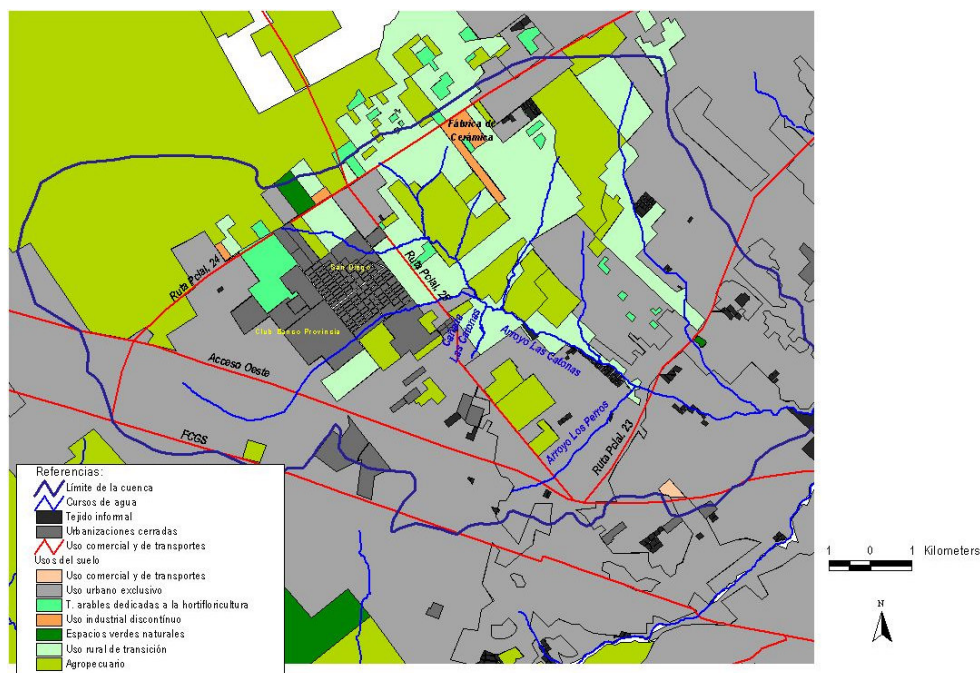 Fábrica de
Cerámica
Ruta Pcial. 24
San Diego
Ruta Pcial. 25
Club Banco Provincia
Cañada
Las Catonas
Arroyo Las Catonas
Acceso Oeste
FCGS
Arroyo Los Perros
Ruta Pcial. 23
Referencias:
Límite de la cuenca
Cursos de agua
Tejido informal
Urbanizaciones cerradas
Uso comercial y de transportes
Usos del suelo
Uso comercial y de transportes
Uso urbano exclusivo
T. arables dedicadas a la hortifloricultura
Uso industrial discontínuo
Espacios verdes naturales
Uso rural de transición
Agropecuario
1 0 1 Kilometers
N